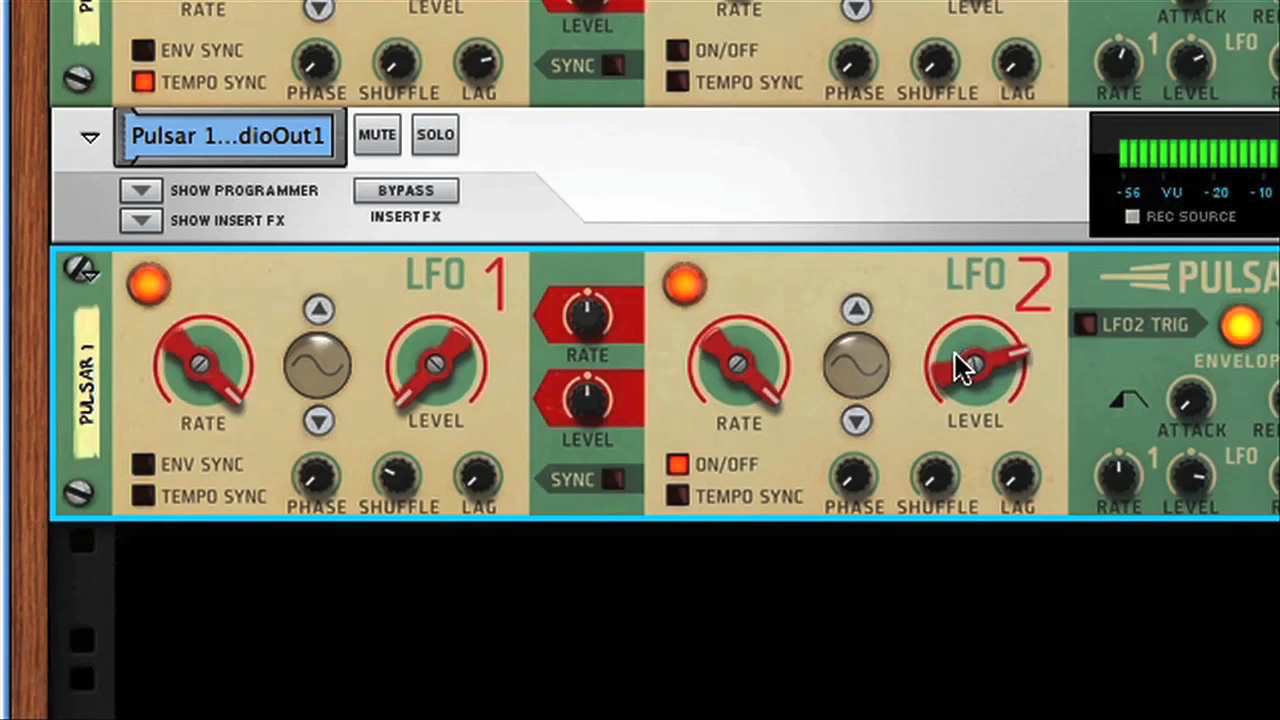 RATE LEVEL LEVEL RATE LEVEL ATTACK
ENV SYNC ON/OFF 1 LFO
TEMPO SYNC SYNC TEMPO SYNC
PHASE SHUFFLE LAG PHASE SHUFFLE LAG RATE LEVEL
Pulsar 1...dioOut1 MUTE SOLO
-56 VU -20 -10
SHOW PROGRAMMER BYPASS
SHOW INSERT FX INSERT FX REC SOURCE
LFO 1 LFO 2 PULSA
LFO2 TRIG
RATE ENVELOP
PULSAR 1
RATE LEVEL LEVEL RATE LEVEL ATTACK
ENV SYNC ON/OFF 1 LFO
TEMPO SYNC SYNC TEMPO SYNC
PHASE SHUFFLE LAG PHASE SHUFFLE LAG RATE LEVEL